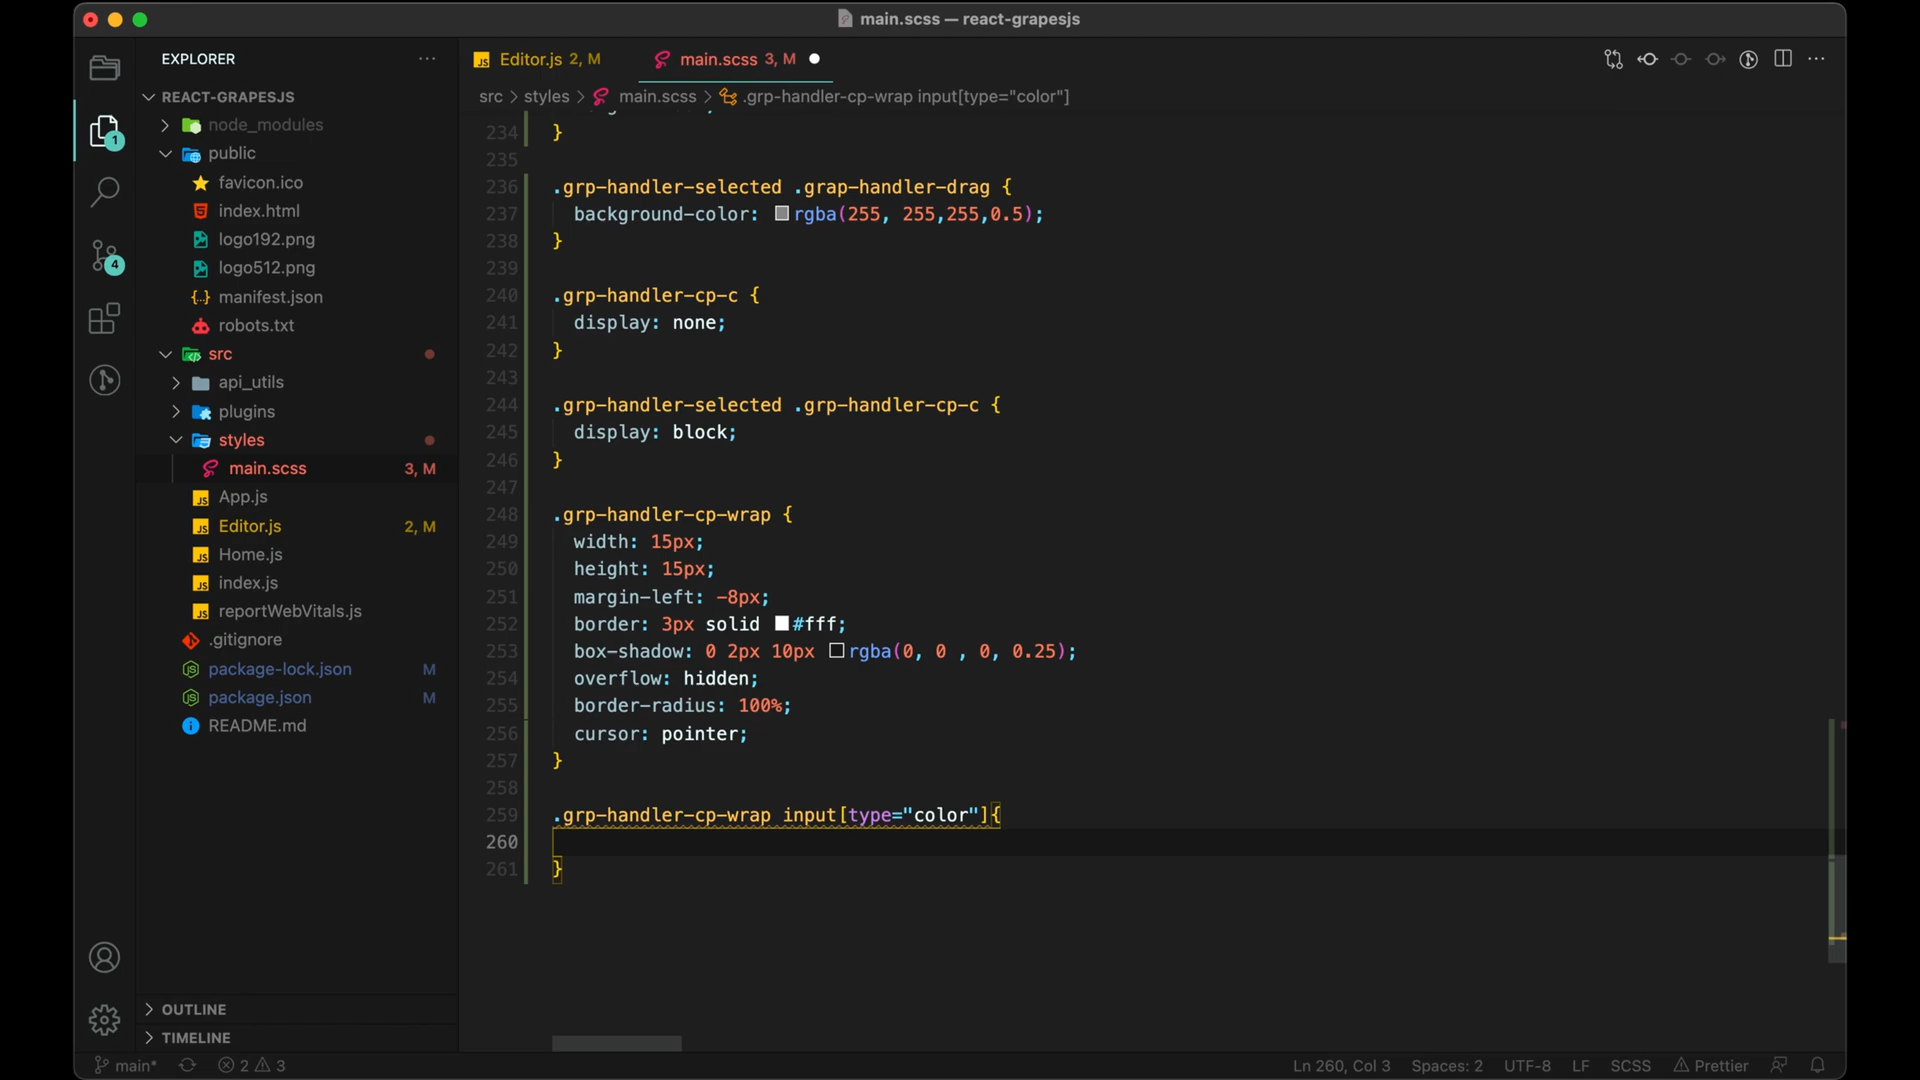 main.scss — react-grapesjs
EXPLORER
Editor.js 2, M
main.scss 3, M
src > styles > main.scss > .grp-handler-cp-wrap input[type="color"]
REACT-GRAPESJS
node_modules
public
favicon.ico
index.html
logo192.png
logo512.png
manifest.json
robots.txt
src
api_utils
plugins
styles
main.scss 3, M
App.js
Editor.js 2, M
Home.js
index.js
reportWebVitals.js
.gitignore
package-lock.json M
package.json M
README.md
OUTLINE
TIMELINE
1
4
234 }
235
236 .grp-handler-selected .grap-handler-drag {
237 background-color: rgba(255, 255,255,0.5);
238 }
239
240 .grp-handler-cp-c {
241 display: none;
242 }
243
244 .grp-handler-selected .grp-handler-cp-c {
245 display: block;
246 }
247
248 .grp-handler-cp-wrap {
249 width: 15px;
250 height: 15px;
251 margin-left: -8px;
252 border: 3px solid #fff;
253 box-shadow: 0 2px 10px rgba(0, 0 , 0, 0.25);
254 overflow: hidden;
255 border-radius: 100%;
256 cursor: pointer;
257 }
258
259 .grp-handler-cp-wrap input[type="color"]{
260
261 }
main* 2 3
Ln 260, Col 3 Spaces: 2 UTF-8 LF SCSS Prettier